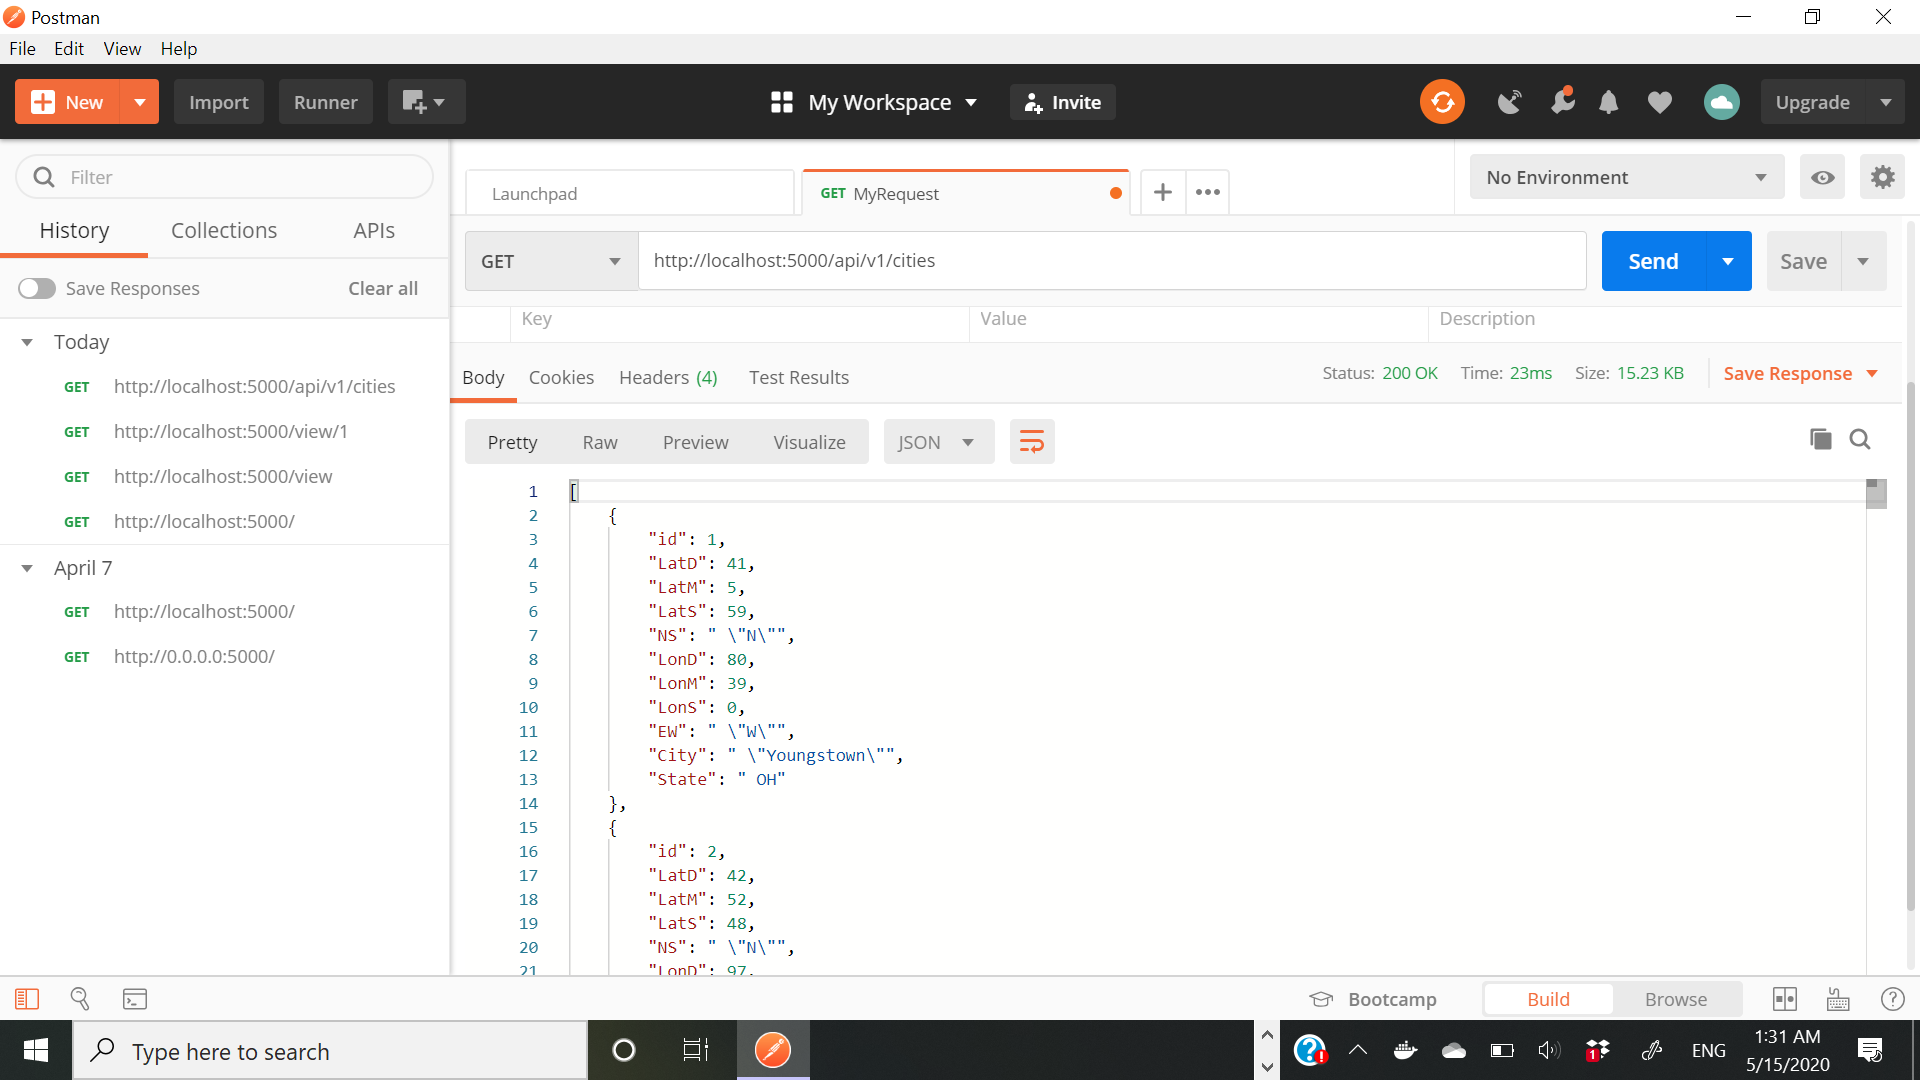 Postman
File Edit View Help
New Import Runner My Workspace Invite Upgrade
Filter
History Collections APIs
Save Responses Clear all
Today
GET http://localhost:5000/api/v1/cities
GET http://localhost:5000/view/1
GET http://localhost:5000/view
GET http://localhost:5000/
April 7
GET http://localhost:5000/
GET http://0.0.0.0:5000/
Launchpad GET MyRequest + ••• No Environment
GET http://localhost:5000/api/v1/cities Send Save
Key Value Description
Body Cookies Headers (4) Test Results Status: 200 OK Time: 23ms Size: 15.23 KB Save Response
Pretty Raw Preview Visualize JSON
1 [
2 {
3 "id": 1,
4 "LatD": 41,
5 "LatM": 5,
6 "LatS": 59,
7 "NS": " \"N\"",
8 "LonD": 80,
9 "LonM": 39,
10 "LonS": 0,
11 "EW": " \"W\"",
12 "City": " \"Youngstown\"",
13 "State": " OH"
14 },
15 {
16 "id": 2,
17 "LatD": 42,
18 "LatM": 52,
19 "LatS": 48,
20 "NS": " \"N\"",
21 "LonD": 97,
Bootcamp Build Browse
Type here to search
1
ENG
1:31 AM
5/15/2020